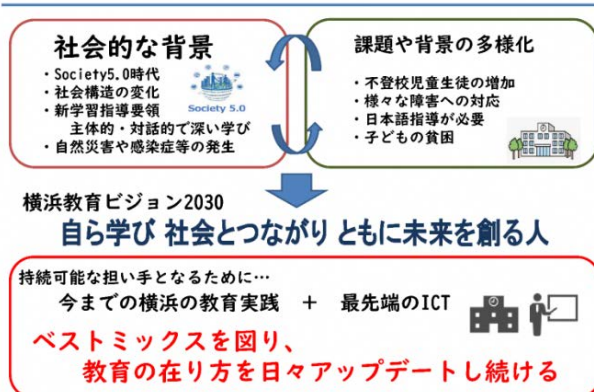 社会的な背景
・Society5.0時代
・社会構造の変化
・新学習指導要領
主体的・対話的で深い学び
・自然災害や感染症等の発生
Society 5.0
課題や背景の多様化
・不登校児童生徒の増加
・様々な障害への対応
・日本語指導が必要
・子どもの貧困
横浜教育ビジョン2030
自ら学び 社会とつながり ともに未来を創る人
持続可能な担い手となるために…
今までの横浜の教育実践 + 最先端のICT
ベストミックスを図り、
教育の在り方を日々アップデートし続ける